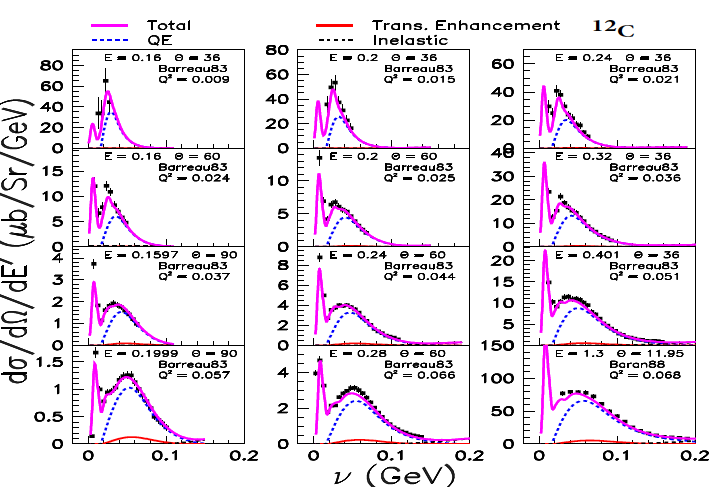 Total Trans. Enhancement ¹²C
QE Inelastic
dσ/dΩ/dE′ (μb/Sr/GeV)
E = 0.16 Θ = 36
Barreau83
Q² = 0.009
80
60
40
20
0
E = 0.2 Θ = 36
Barreau83
Q² = 0.015
80
60
40
20
0
E = 0.24 Θ = 36
Barreau83
Q² = 0.021
60
40
20
0
E = 0.16 Θ = 60
Barreau83
Q² = 0.024
15
10
5
0
E = 0.2 Θ = 60
Barreau83
Q² = 0.025
10
5
0
E = 0.32 Θ = 36
Barreau83
Q² = 0.036
40
30
20
10
0
E = 0.1597 Θ = 90
Barreau83
Q² = 0.037
4
3
2
1
0
E = 0.24 Θ = 60
Barreau83
Q² = 0.044
8
6
4
2
0
E = 0.401 Θ = 36
Barreau83
Q² = 0.051
20
15
10
5
0
E = 0.1999 Θ = 90
Barreau83
Q² = 0.057
1.5
1
0.5
0
E = 0.28 Θ = 60
Barreau83
Q² = 0.066
4
2
0
E = 1.3 Θ = 11.95
Baran88
Q² = 0.068
150
100
50
0
0 0.1 0.2 0 0.1 0.2 0 0.1 0.2
ν (GeV)